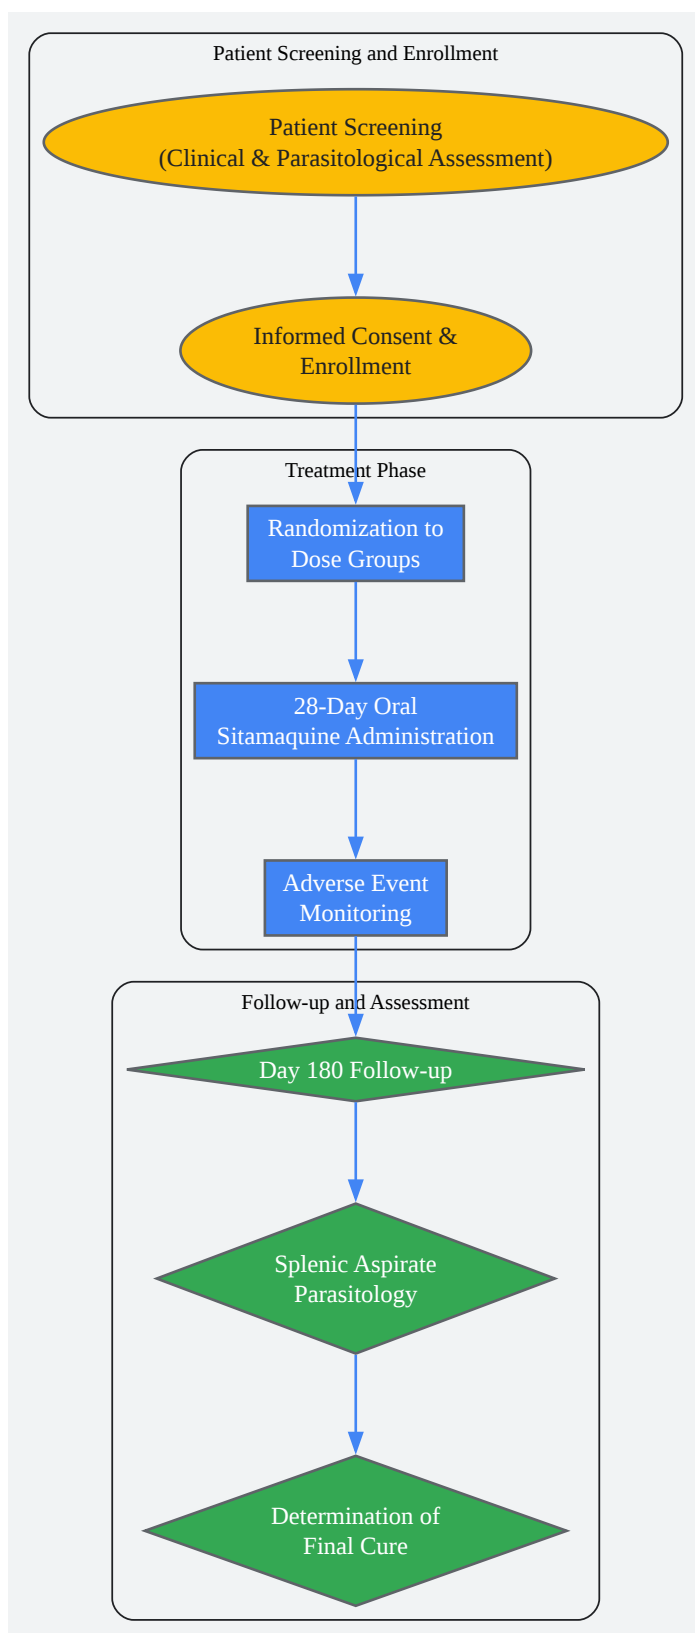 Patient Screening and Enrollment
Patient Screening
(Clinical & Parasitological Assessment)
Informed Consent &
Enrollment
Treatment Phase
Randomization to
Dose Groups
28-Day Oral
Sitamaquine Administration
Adverse Event
Monitoring
Follow-up and Assessment
Day 180 Follow-up
Splenic Aspirate
Parasitology
Determination of
Final Cure